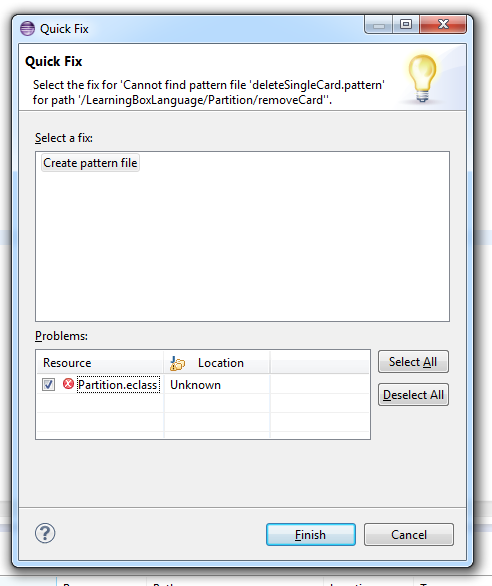 Quick Fix
Quick Fix
Select the fix for 'Cannot find pattern file 'deleteSingleCard.pattern'
for path '/LearningBoxLanguage/Partition/removeCard''.
Select a fix:
Create pattern file
Problems:
Resource Location
Select All
Partition.eclass Unknown
Deselect All
Finish Cancel